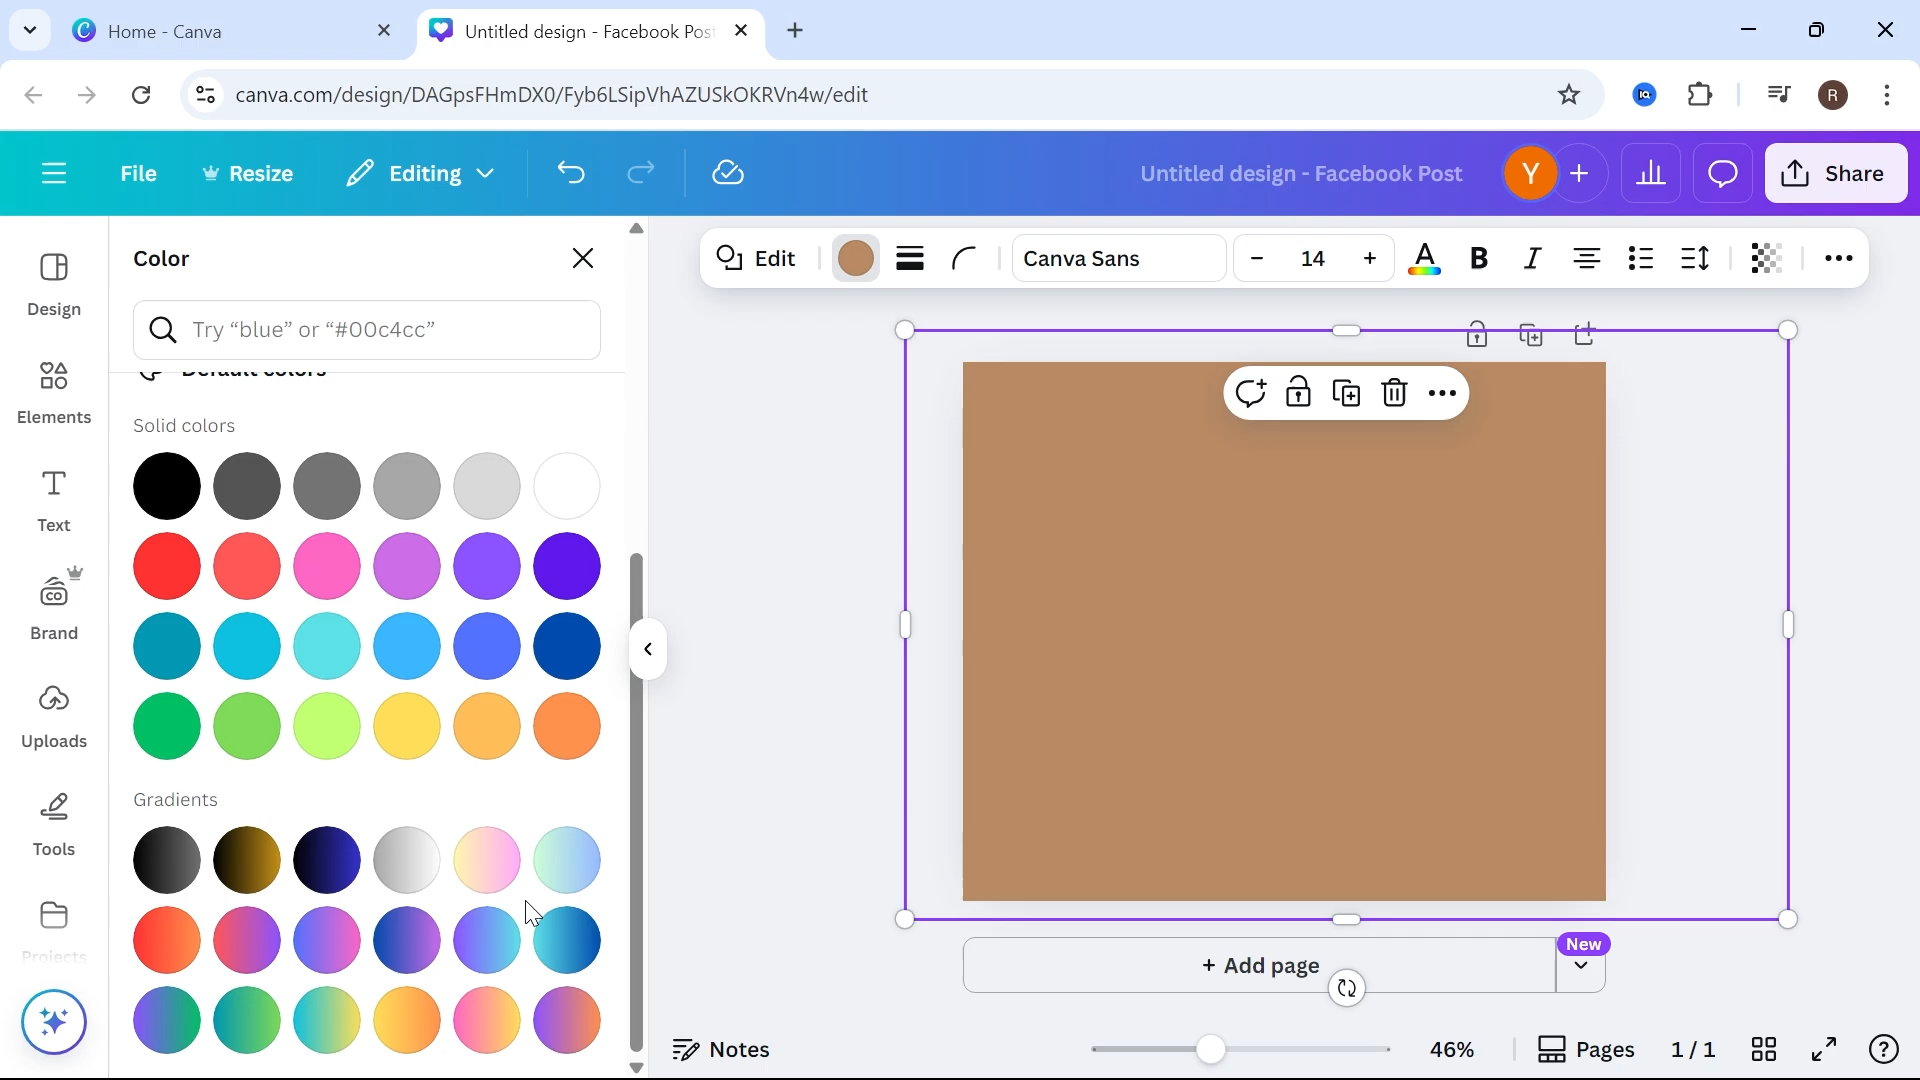 Home - Canva
Untitled design - Facebook Pos
canva.com/design/DAGpsFHmDX0/Fyb6LSipVhAZUSkOKRVn4w/edit
R
File
Resize
Editing
Untitled design - Facebook Post
Y
Share
Design
Elements
Text
Brand
Uploads
Tools
Projects
Color
Try “blue” or “#00c4cc”
Default colors
Solid colors
Gradients
Edit
Canva Sans
14
A
B
I
+ Add page
New
Notes
46%
Pages
1 / 1